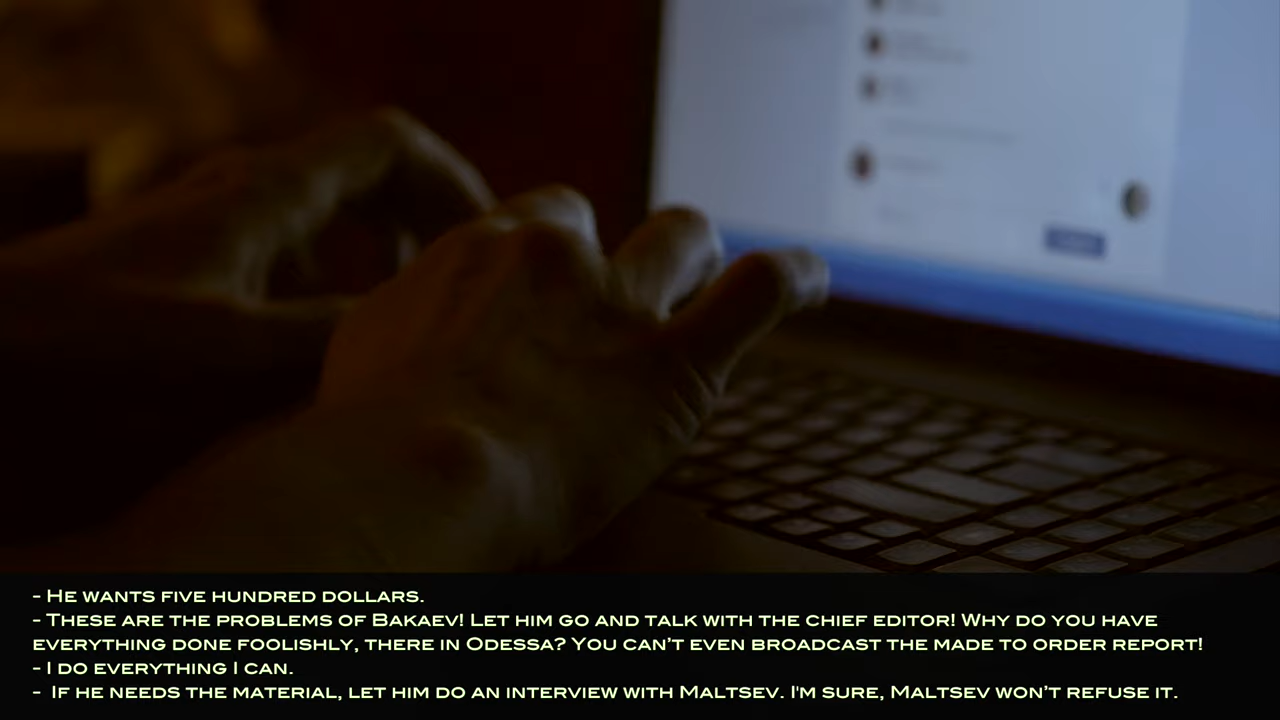 - He wants five hundred dollars.
- These are the problems of Bakaev! Let him go and talk with the chief editor! Why do you have
everything done foolishly, there in Odessa? You can't even broadcast the made to order report!
- I do everything I can.
-  If he needs the material, let him do an interview with Maltsev. I'm sure, Maltsev won't refuse it.